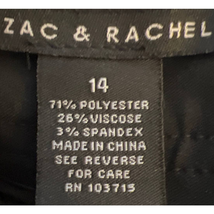 ZAC & RACHEL
14
71% POLYESTER
26% VISCOSE
3% SPANDEX
MADE IN CHINA
SEE REVERSE
FOR CARE
RN 103715